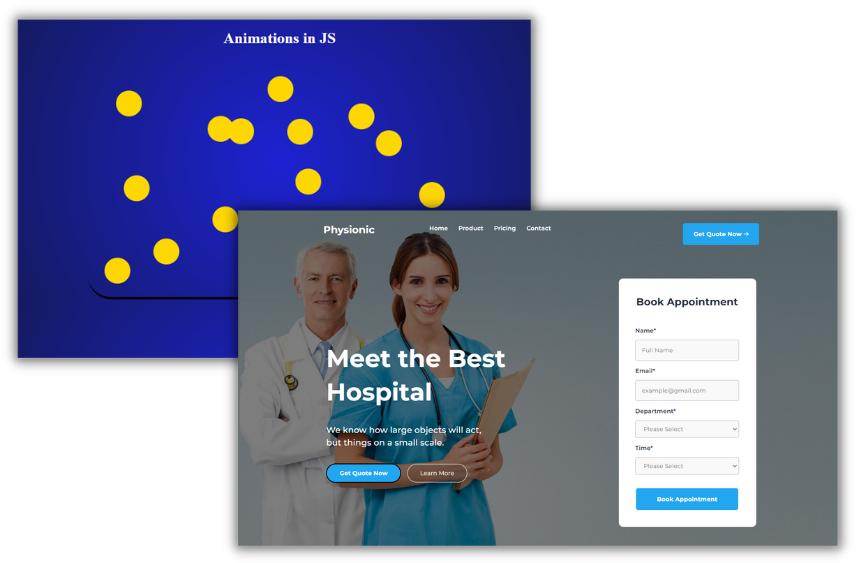 Animations in JS
Physionic
Home Product Pricing Contact
Get Quote Now →
Meet the Best
Hospital
We know how large objects will act,
but things on a small scale.
Get Quote Now
Learn More
Book Appointment
Name*
Full Name
Email*
example@gmail.com
Department*
Please Select
Time*
Please Select
Book Appointment